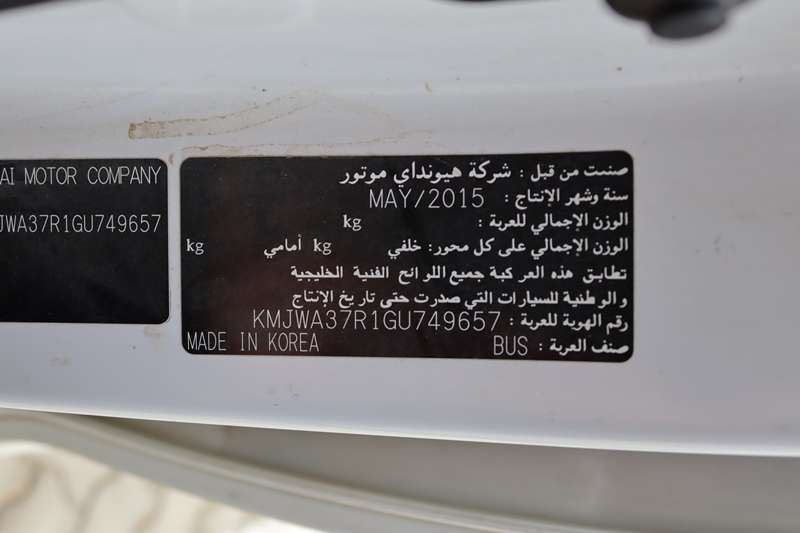 AI MOTOR COMPANY
JWA37R1GU749657
صنعت من قبل : شركة هيونداي موتور
سنة وشهر الإنتاج : MAY/2015
الوزن الإجمالي للعربة : kg
الوزن الإجمالي على كل محور: خلفي kg أمامي kg
تطابق هذه العركبة جميع اللوائح الفنية الخليجية
والوطنية للسيارات التي صدرت حتى تاريخ الإنتاج
رقم الهوية للعربة : KMJWA37R1GU749657
صنف العربة : BUS MADE IN KOREA